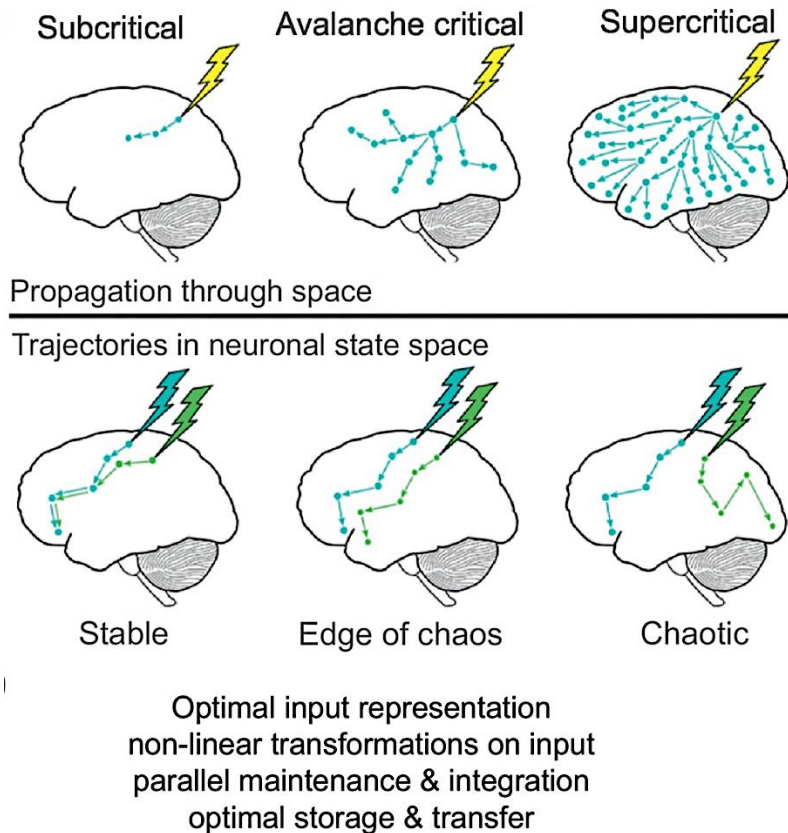 Subcritical
Avalanche critical
Supercritical
Propagation through space
Trajectories in neuronal state space
Stable
Edge of chaos
Chaotic
Optimal input representation
non-linear transformations on input
parallel maintenance & integration
optimal storage & transfer